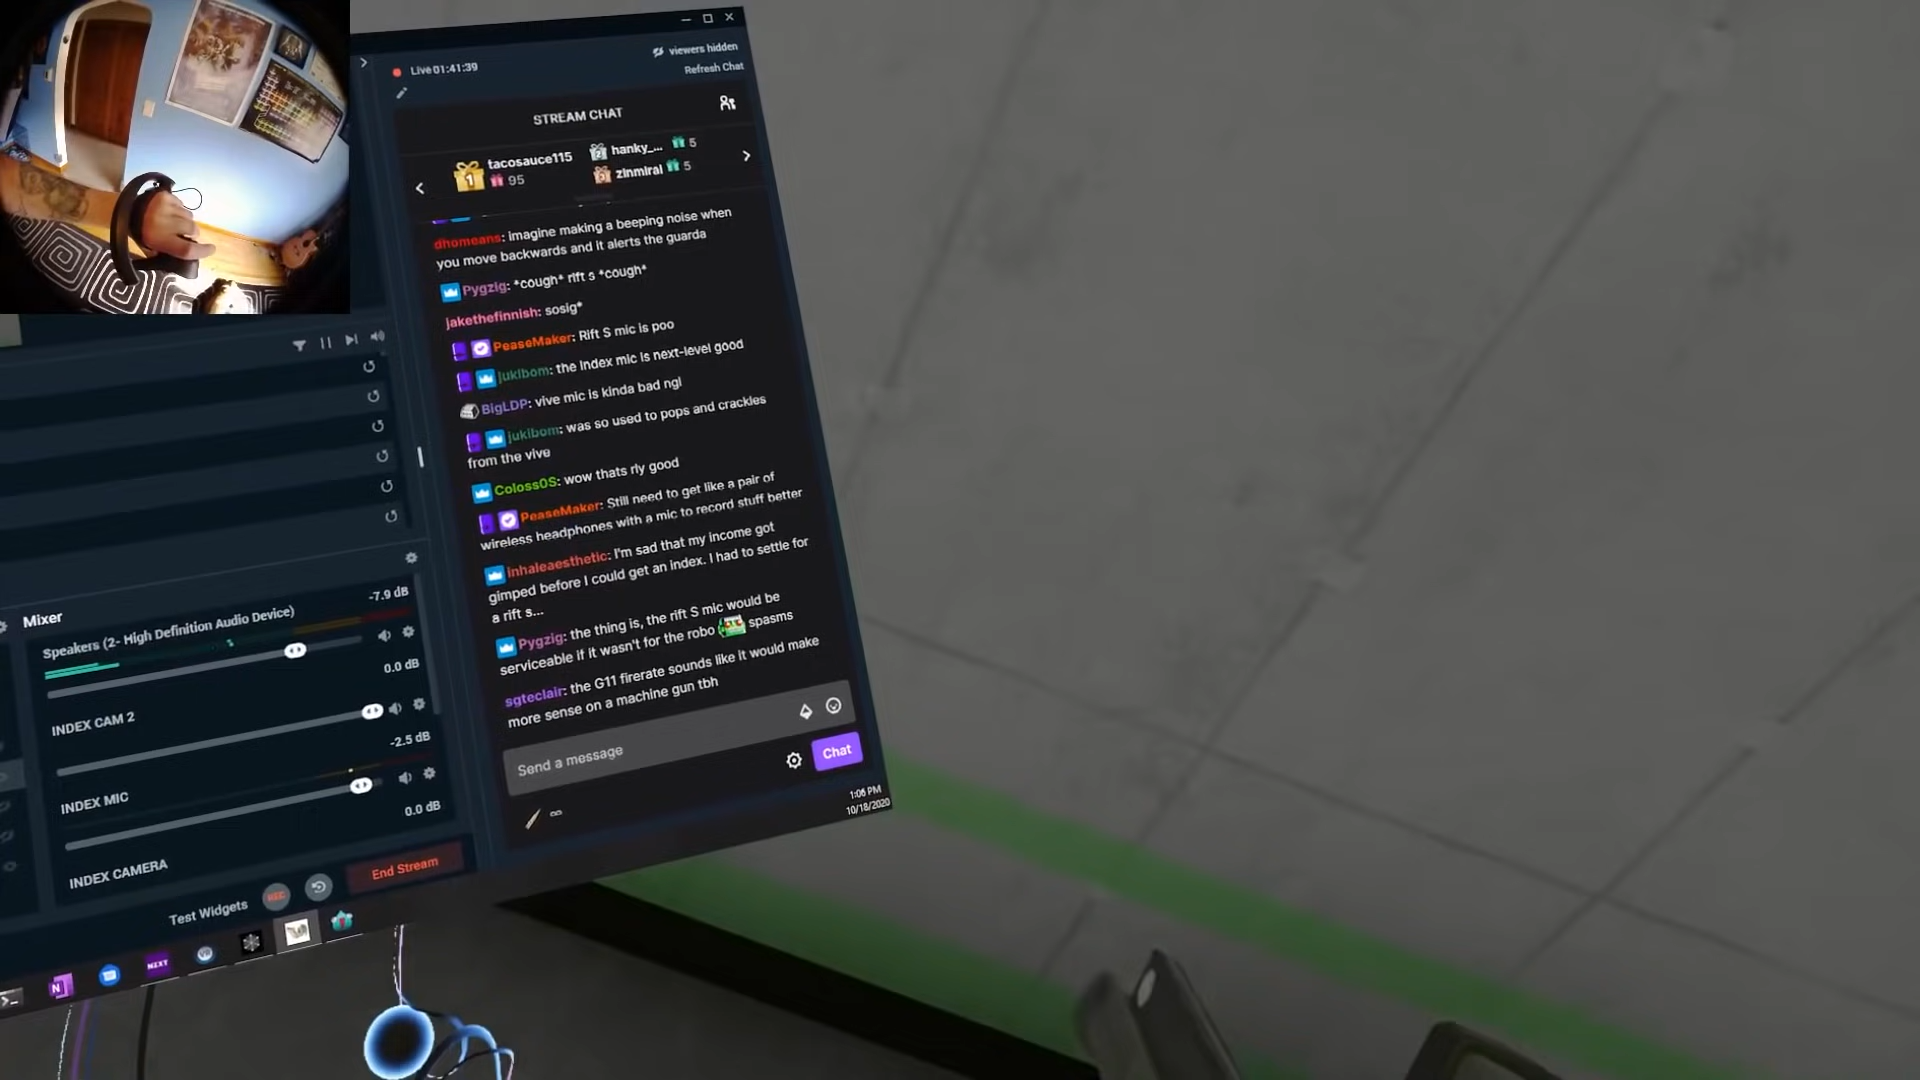 Live 01:41:39
viewers hidden
Refresh Chat
STREAM CHAT
tacosauce115
95
hanky_... 5
zinmiral 5
dhomeans: imagine making a beeping noise when
you move backwards and it alerts the guarda
Pygzig: *cough* rift s *cough*
jakethefinnish: sosig*
PeaseMaker: Rift S mic is poo
jukibom: the Index mic is next-level good
BigLDP: vive mic is kinda bad ngl
jukibom: was so used to pops and crackles
from the vive
Coloss0S: wow thats rly good
PeaseMaker: Still need to get like a pair of
wireless headphones with a mic to record stuff better
inhaleaesthetic: I'm sad that my income got
gimped before I could get an index. I had to settle for
a rift s...
Pygzig: the thing is, the rift S mic would be
serviceable if it wasn't for the robo spasms
sgteclair: the G11 firerate sounds like it would make
more sense on a machine gun tbh
Send a message
Chat
1:06 PM
10/18/2020
Mixer
Speakers (2- High Definition Audio Device)
-7.9 dB
INDEX CAM 2
0.0 dB
INDEX MIC
-2.5 dB
INDEX CAMERA
0.0 dB
Test Widgets
REC
End Stream
N
NEXT